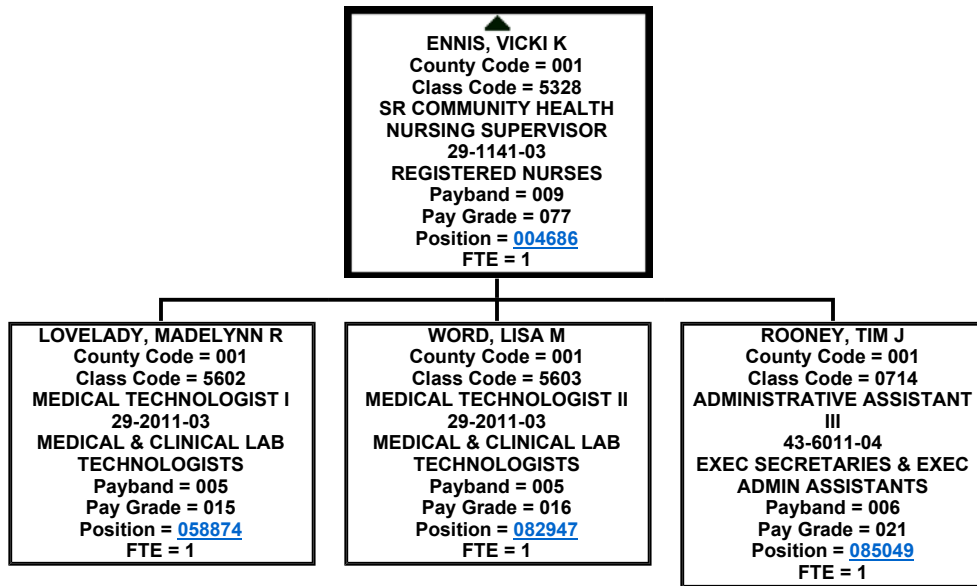 ENNIS, VICKI K
County Code = 001
Class Code = 5328
SR COMMUNITY HEALTH
NURSING SUPERVISOR
29-1141-03
REGISTERED NURSES
Payband = 009
Pay Grade = 077
Position = 004686
FTE = 1
LOVELADY, MADELYNN R
County Code = 001
Class Code = 5602
MEDICAL TECHNOLOGIST I
29-2011-03
MEDICAL & CLINICAL LAB
TECHNOLOGISTS
Payband = 005
Pay Grade = 015
Position = 058874
FTE = 1
WORD, LISA M
County Code = 001
Class Code = 5603
MEDICAL TECHNOLOGIST II
29-2011-03
MEDICAL & CLINICAL LAB
TECHNOLOGISTS
Payband = 005
Pay Grade = 016
Position = 082947
FTE = 1
ROONEY, TIM J
County Code = 001
Class Code = 0714
ADMINISTRATIVE ASSISTANT
III
43-6011-04
EXEC SECRETARIES & EXEC
ADMIN ASSISTANTS
Payband = 006
Pay Grade = 021
Position = 085049
FTE = 1